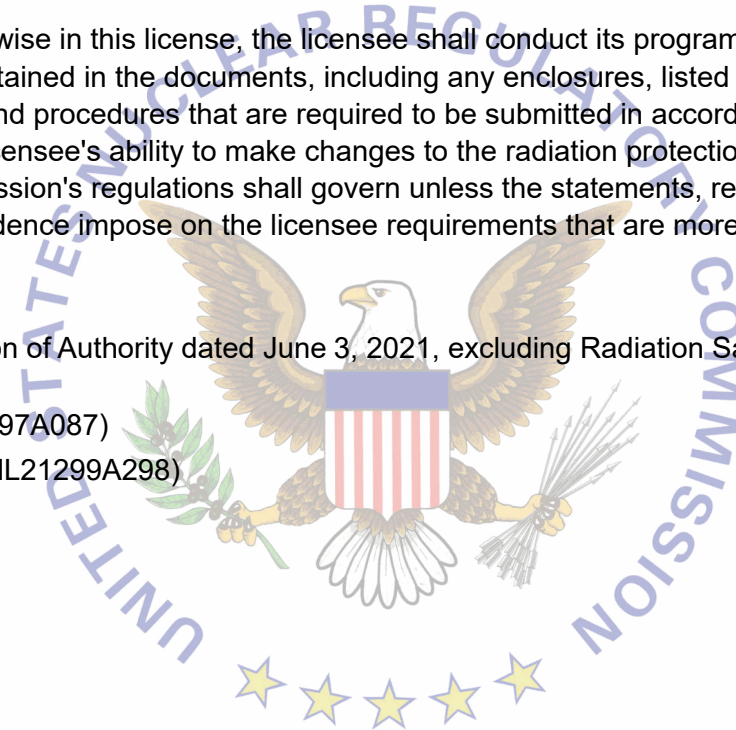 wise in this license, the licensee shall conduct its program
tained in the documents, including any enclosures, listed
nd procedures that are required to be submitted in accord
ensee's ability to make changes to the radiation protectio
ssion's regulations shall govern unless the statements, re
dence impose on the licensee requirements that are more
on of Authority dated June 3, 2021, excluding Radiation Sa
97A087)
ML21299A298)
UNITED STATES NUCLEAR REGULATORY COMMISSION